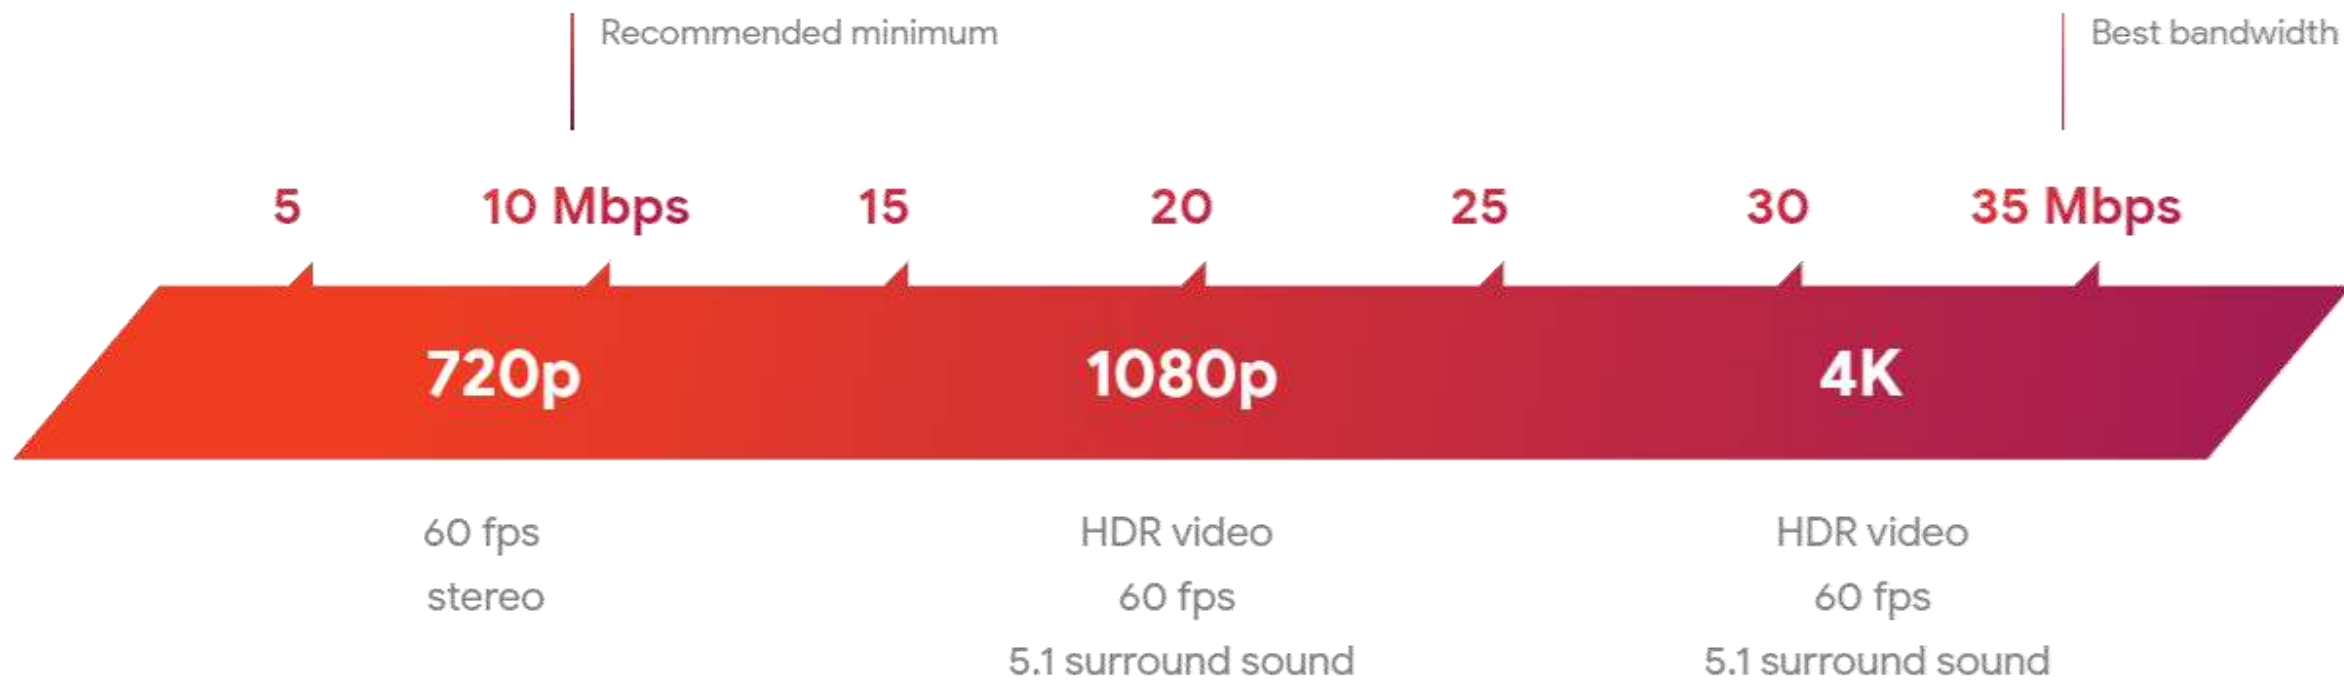 Recommended minimum
Best bandwidth
5 10 Mbps 15 20 25 30 35 Mbps
720p 1080p 4K
60 fps HDR video HDR video
stereo 60 fps 60 fps
5.1 surround sound 5.1 surround sound